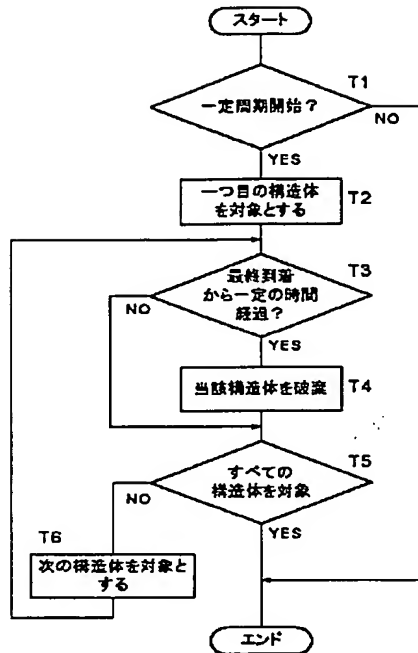 スタート
T1
一定周期開始？
NO
YES
一つ目の構造体
を対象とする
T2
T3
最終到着
から一定の時間
経過？
NO
YES
当該構造体を破棄
T4
T5
すべての
構造体を対象
NO
YES
T6
次の構造体を対象と
する
エンド